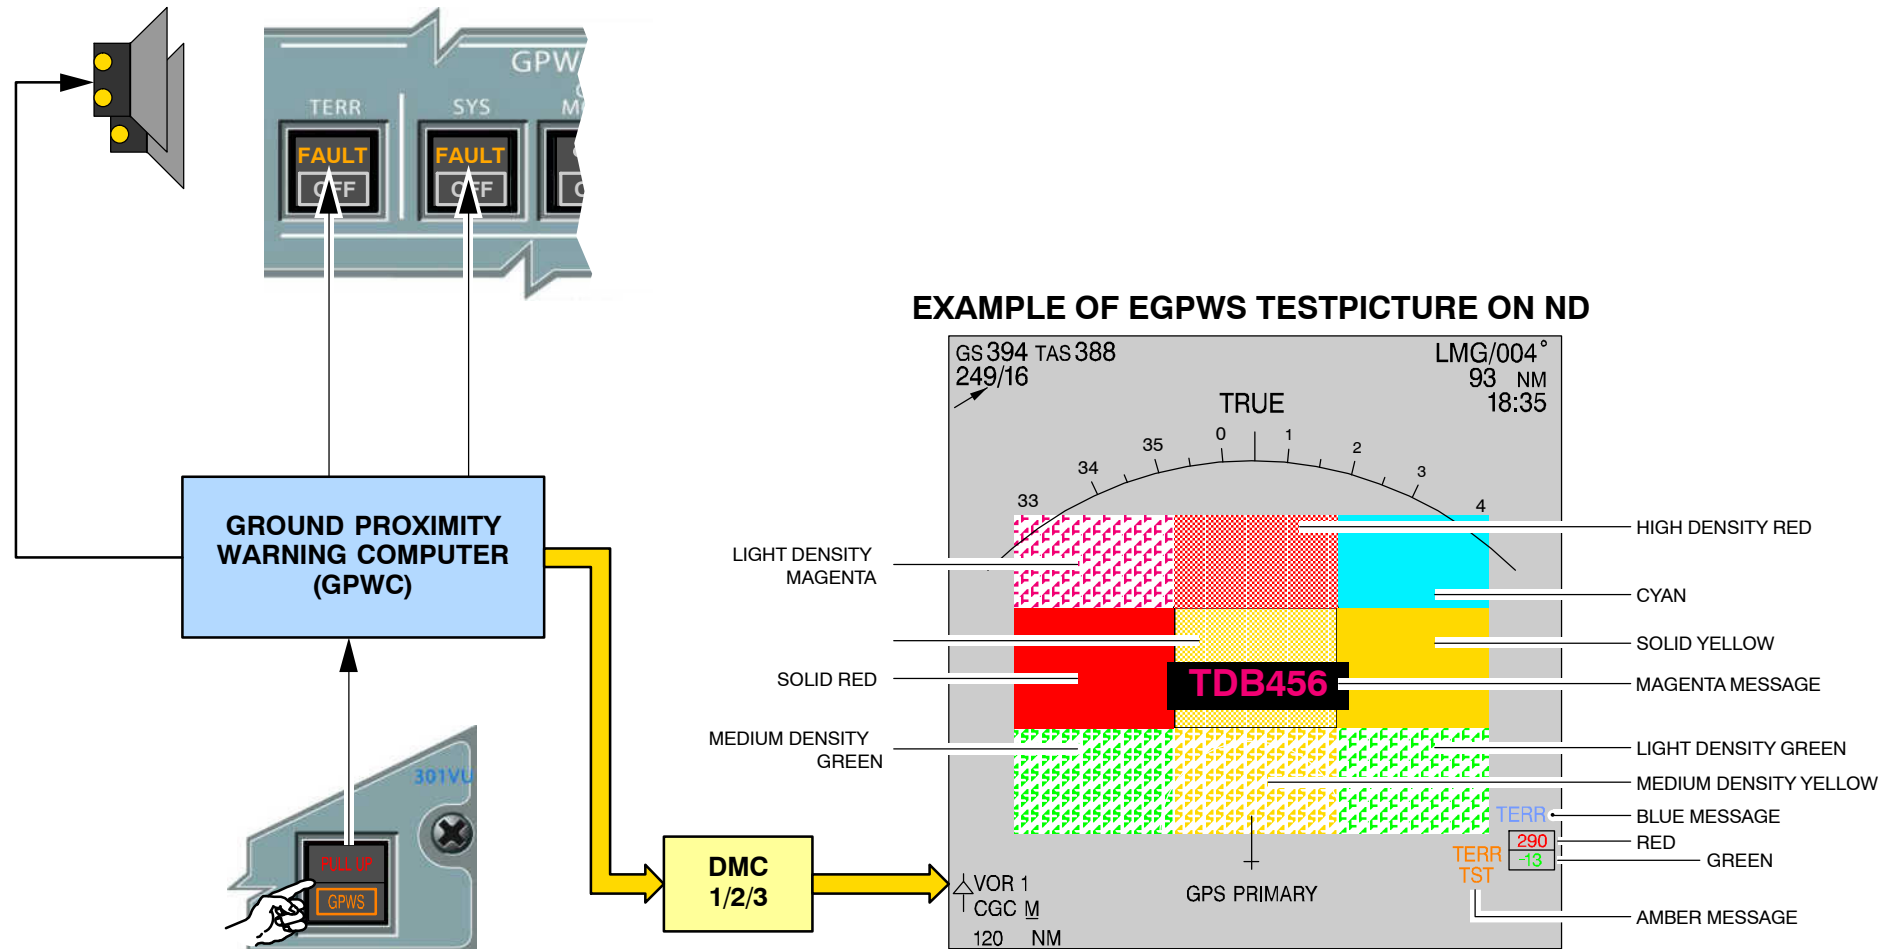 GPW
TERR
SYS
FAULT
OFF
FAULT
OFF
EXAMPLE OF EGPWS TESTPICTURE ON ND
GS 394 TAS 388
249/16
LMG/004°
93 NM
18:35
TRUE
33
34
35
0
1
2
3
4
GROUND PROXIMITY
WARNING COMPUTER
(GPWC)
LIGHT DENSITY
MAGENTA
SOLID RED
MEDIUM DENSITY
GREEN
HIGH DENSITY RED
CYAN
SOLID YELLOW
TDB456
MAGENTA MESSAGE
LIGHT DENSITY GREEN
MEDIUM DENSITY YELLOW
TERR
BLUE MESSAGE
290
RED
-13
GREEN
TERR
TST
AMBER MESSAGE
GPS PRIMARY
VOR 1
CGC M
120 NM
301VU
PULL UP
GPWS
DMC
1/2/3